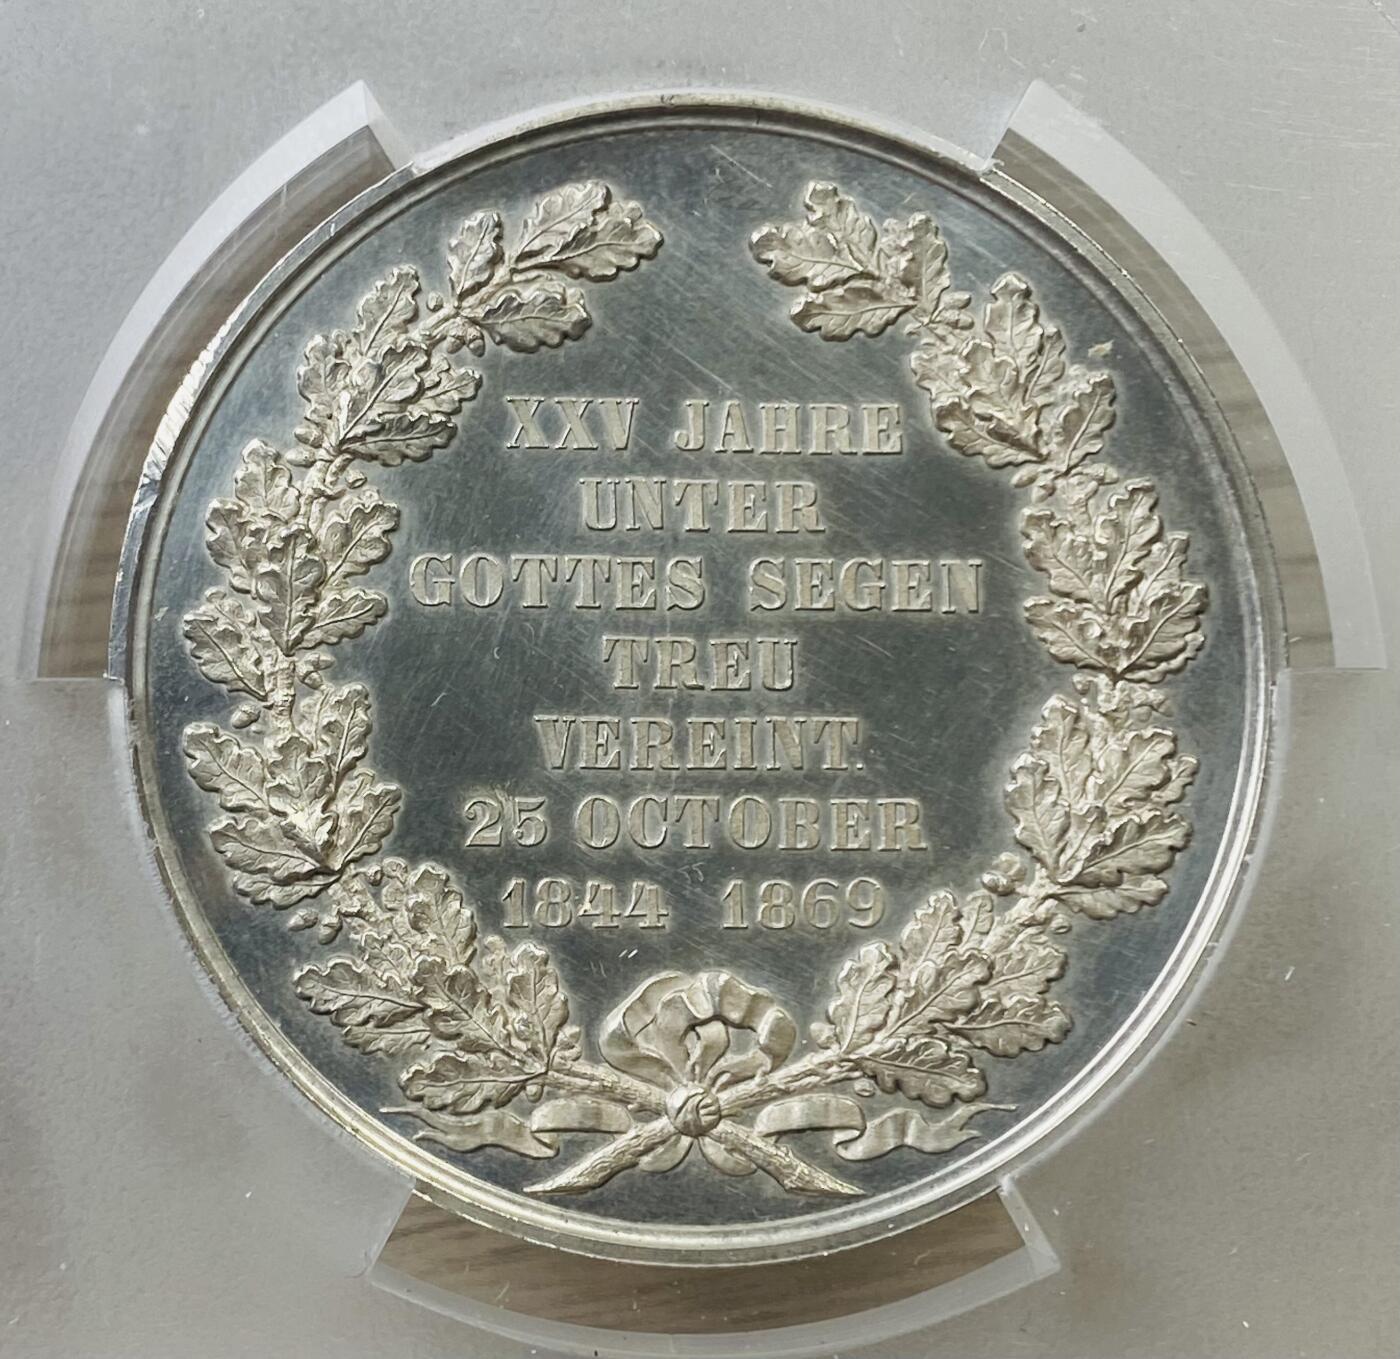 XXV JAHRE
UNTER
GOTTES SEGEN
TREU
VEREINT.
25 OCTOBER
1844 1869